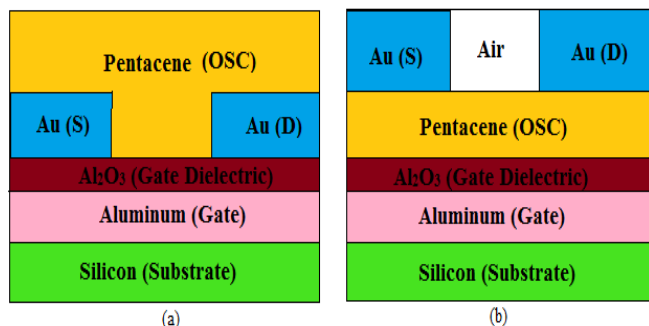 Pentacene (OSC)
Au (S)
Au (D)
Al₂O₃ (Gate Dielectric)
Aluminum (Gate)
Silicon (Substrate)
(a)
Au (S)
Air
Au (D)
Pentacene (OSC)
Al₂O₃ (Gate Dielectric)
Aluminum (Gate)
Silicon (Substrate)
(b)